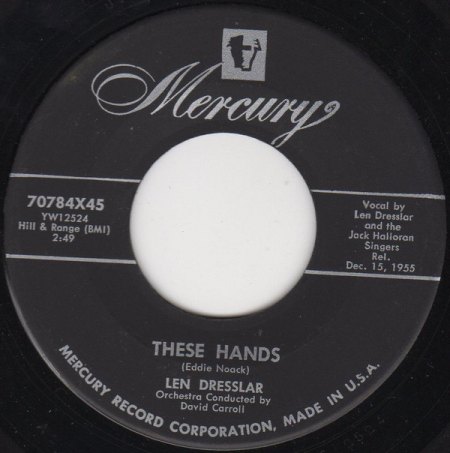 Mercury
70784X45
YW12524
Hill & Range (BMI)
2:49
Vocal by
Len Dresslar
and the
Jack Halloran
Singers
Rel.
Dec. 15, 1955
THESE HANDS
(Eddie Noack)
LEN DRESSLAR
Orchestra Conducted by
David Carroll
MERCURY RECORD CORPORATION, MADE IN U.S.A.